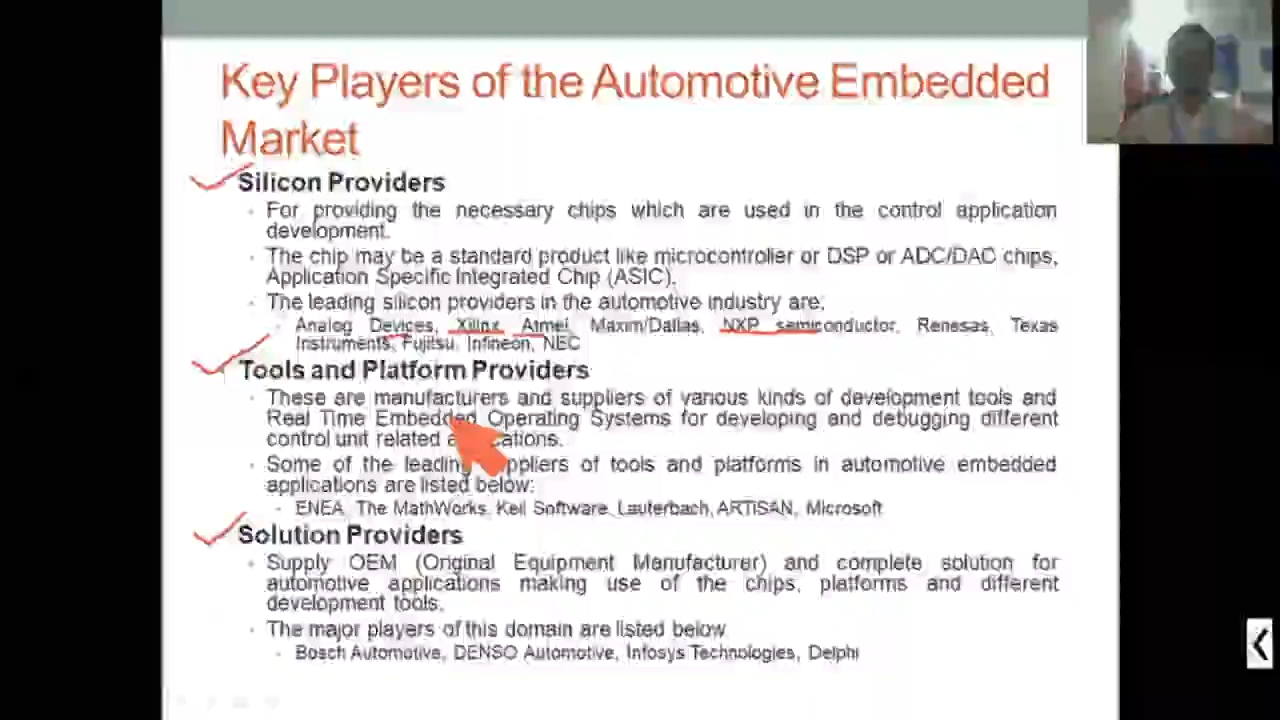 Key Players of the Automotive Embedded
Market
Silicon Providers
For providing the necessary chips which are used in the control application
development.
The chip may be a standard product like microcontroller or DSP or ADC/DAC chips,
Application Specific Integrated Chip (ASIC).
The leading silicon providers in the automotive industry are;
Analog Devices, Xilinx, Atmel, Maxim/Dallas, NXP semiconductor, Renesas, Texas
Instruments, Fujitsu, Infineon, NEC
Tools and Platform Providers
These are manufacturers and suppliers of various kinds of development tools and
Real Time Embedded Operating Systems for developing and debugging different
control unit related
Some of the leading of tools and platforms in automotive embedded
applications are listed below:
ENEA, The MathWorks, Keil Software, Lauterbach, ARTiSAN, Microsoft
Solution Providers
Supply OEM (Original Equipment Manufacturer) and complete solution for
automotive applications making use of the chips, platforms and different
development tools.
The major players of this domain are listed below
Bosch Automotive, DENSO Automotive, Infosys Technologies, Delphi